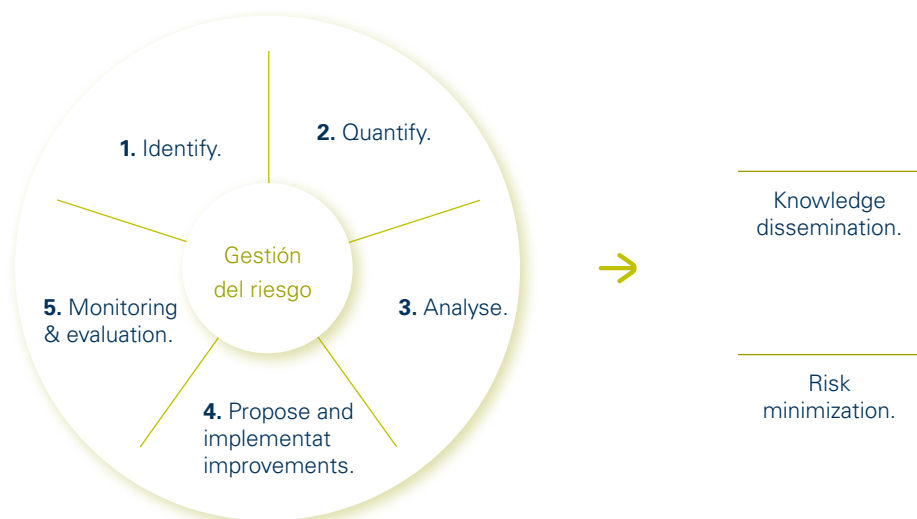 1. Identify.
2. Quantify.
3. Analyse.
4. Propose and
implementat
improvements.
5. Monitoring
& evaluation.
Gestión
del riesgo
Knowledge
dissemination.
Risk
minimization.